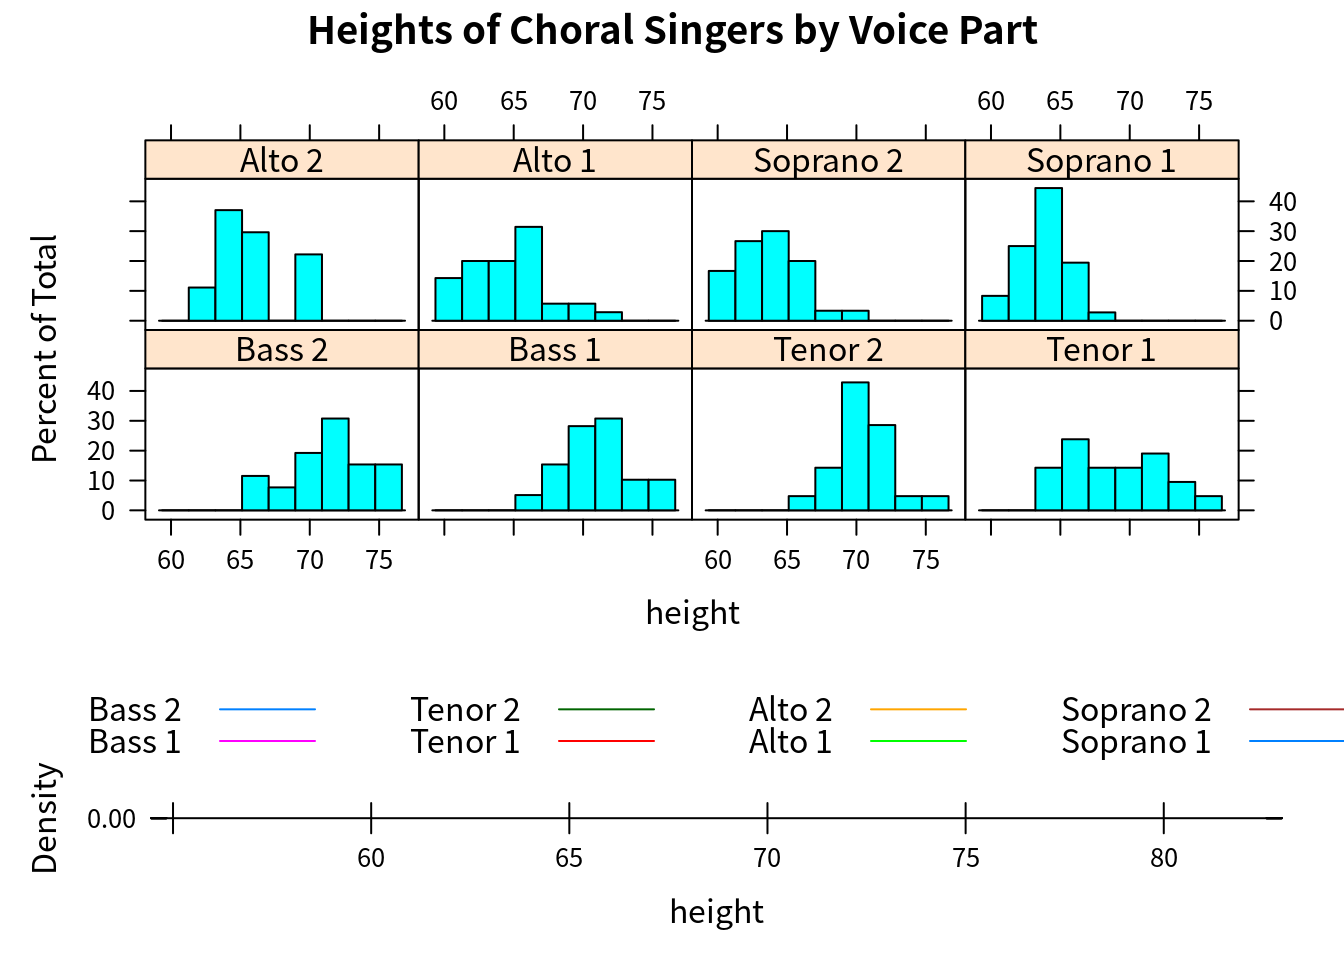 Heights of Choral Singers by Voice Part
60 65 70 75 60 65 70 75
Alto 2 Alto 1 Soprano 2 Soprano 1
40
30
20
10
0
Percent of Total
Bass 2 Bass 1 Tenor 2 Tenor 1
40
30
20
10
0
60 65 70 75 60 65 70 75
height
Bass 2 Tenor 2 Alto 2 Soprano 2
Bass 1 Tenor 1 Alto 1 Soprano 1
Density
0.00
60 65 70 75 80
height